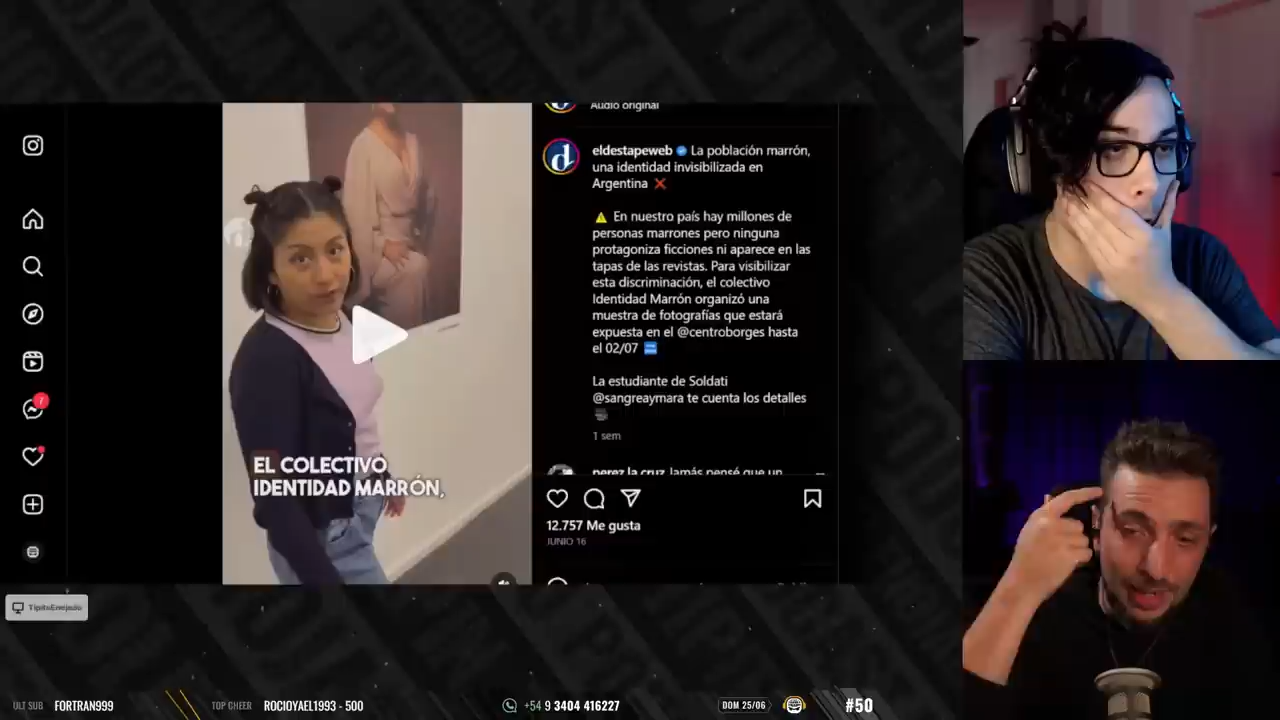 Audio original
eldestapeweb La población marrón,
una identidad invisibilizada en
Argentina ❌
⚠️ En nuestro país hay millones de
personas marrones pero ninguna
protagoniza ficciones ni aparece en las
tapas de las revistas. Para visibilizar
esta discriminación, el colectivo
Identidad Marrón organizó una
muestra de fotografías que estará
expuesta en el @centroborges hasta
el 02/07
La estudiante de Soldati
@sangreaymara te cuenta los detalles
1 sem
perez.la.cruz Jamás pensé que un
12.757 Me gusta
JUNIO 16
EL COLECTIVO
IDENTIDAD MARRÓN,
TipitoEnojado
ULT SUB FORTRAN999
TOP CHEER ROCIOYAEL1993 - 500
+54 9 3404 416227
DOM 25/06
#50